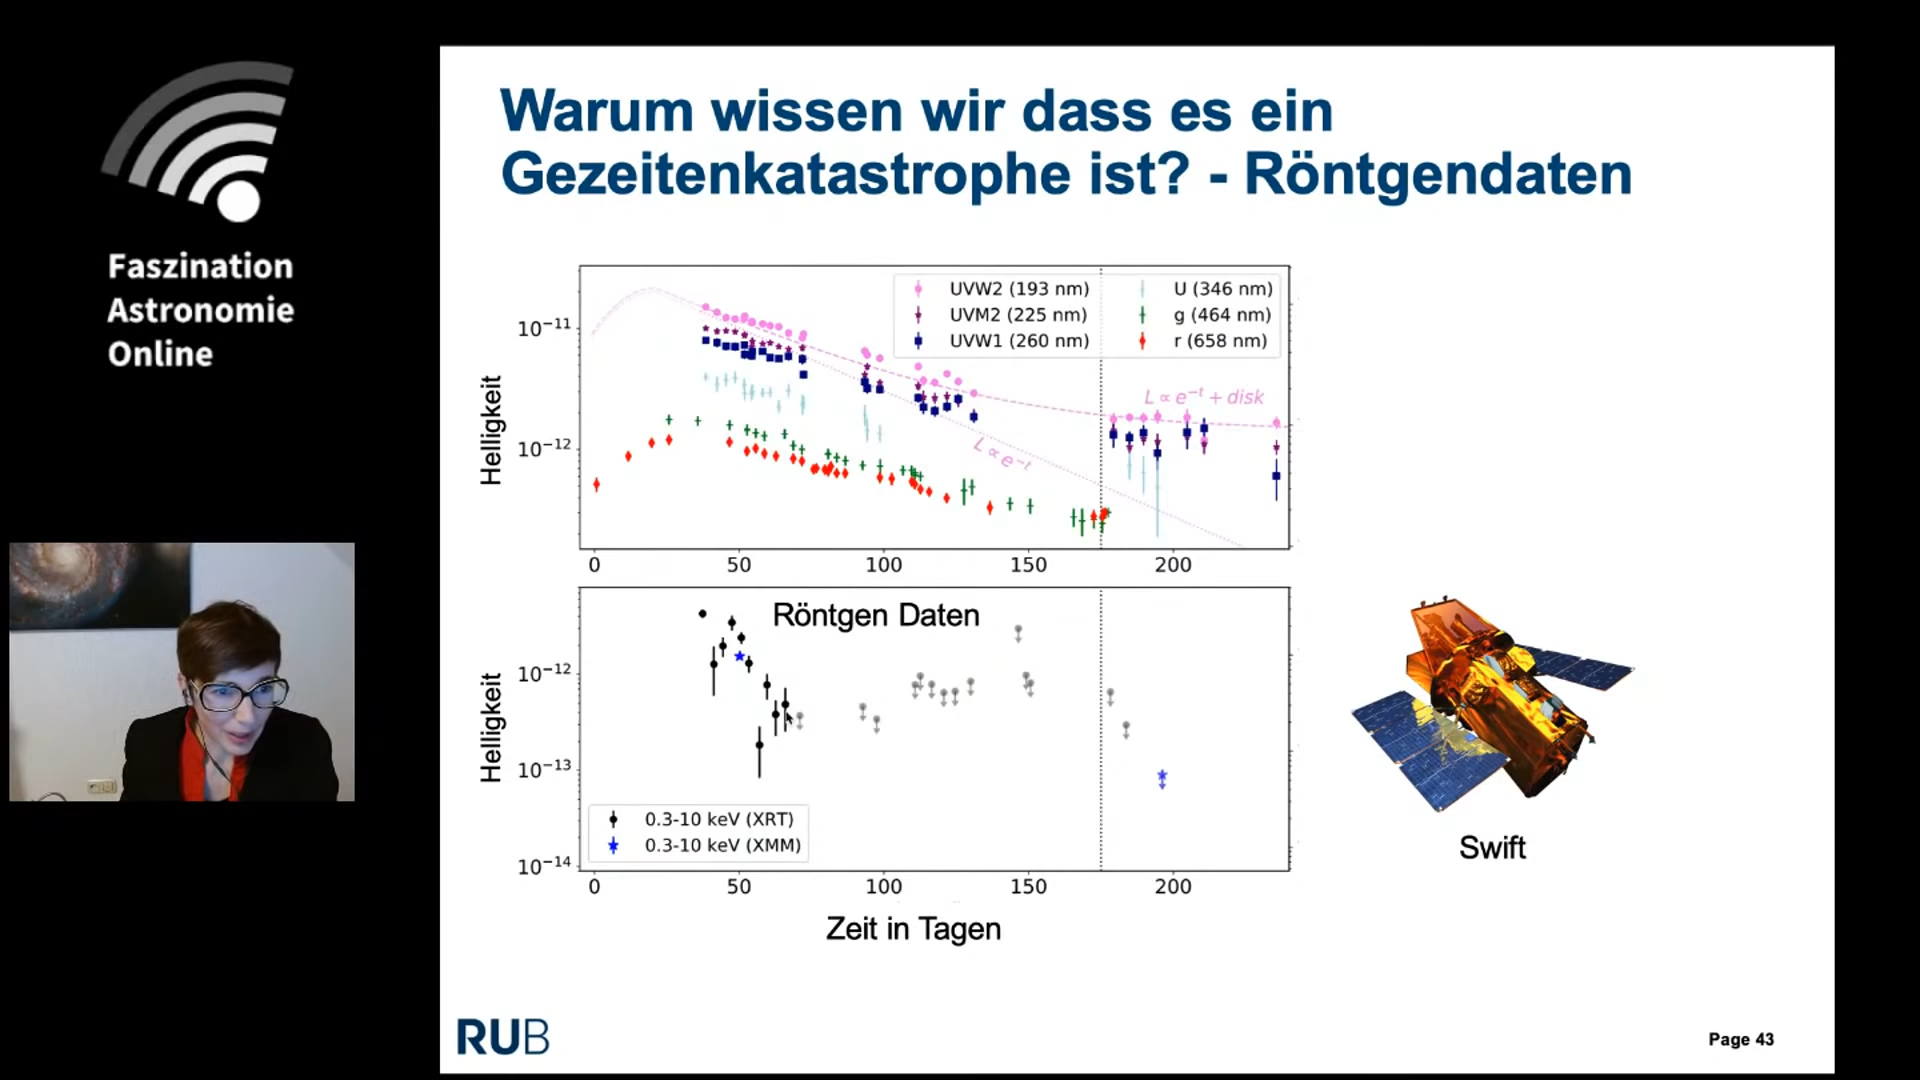 Faszination
Astronomie
Online
Warum wissen wir dass es ein
Gezeitenkatastrophe ist? - Röntgendaten
Helligkeit
10⁻¹¹
10⁻¹²
UVW2 (193 nm)
UVM2 (225 nm)
UVW1 (260 nm)
U (346 nm)
g (464 nm)
r (658 nm)
L ∝ e⁻ᵗ + disk
L ∝ e⁻ᵗ
0 50 100 150 200
Röntgen Daten
Helligkeit
10⁻¹²
10⁻¹³
10⁻¹⁴
0.3-10 keV (XRT)
0.3-10 keV (XMM)
0 50 100 150 200
Zeit in Tagen
Swift
RUB
Page 43